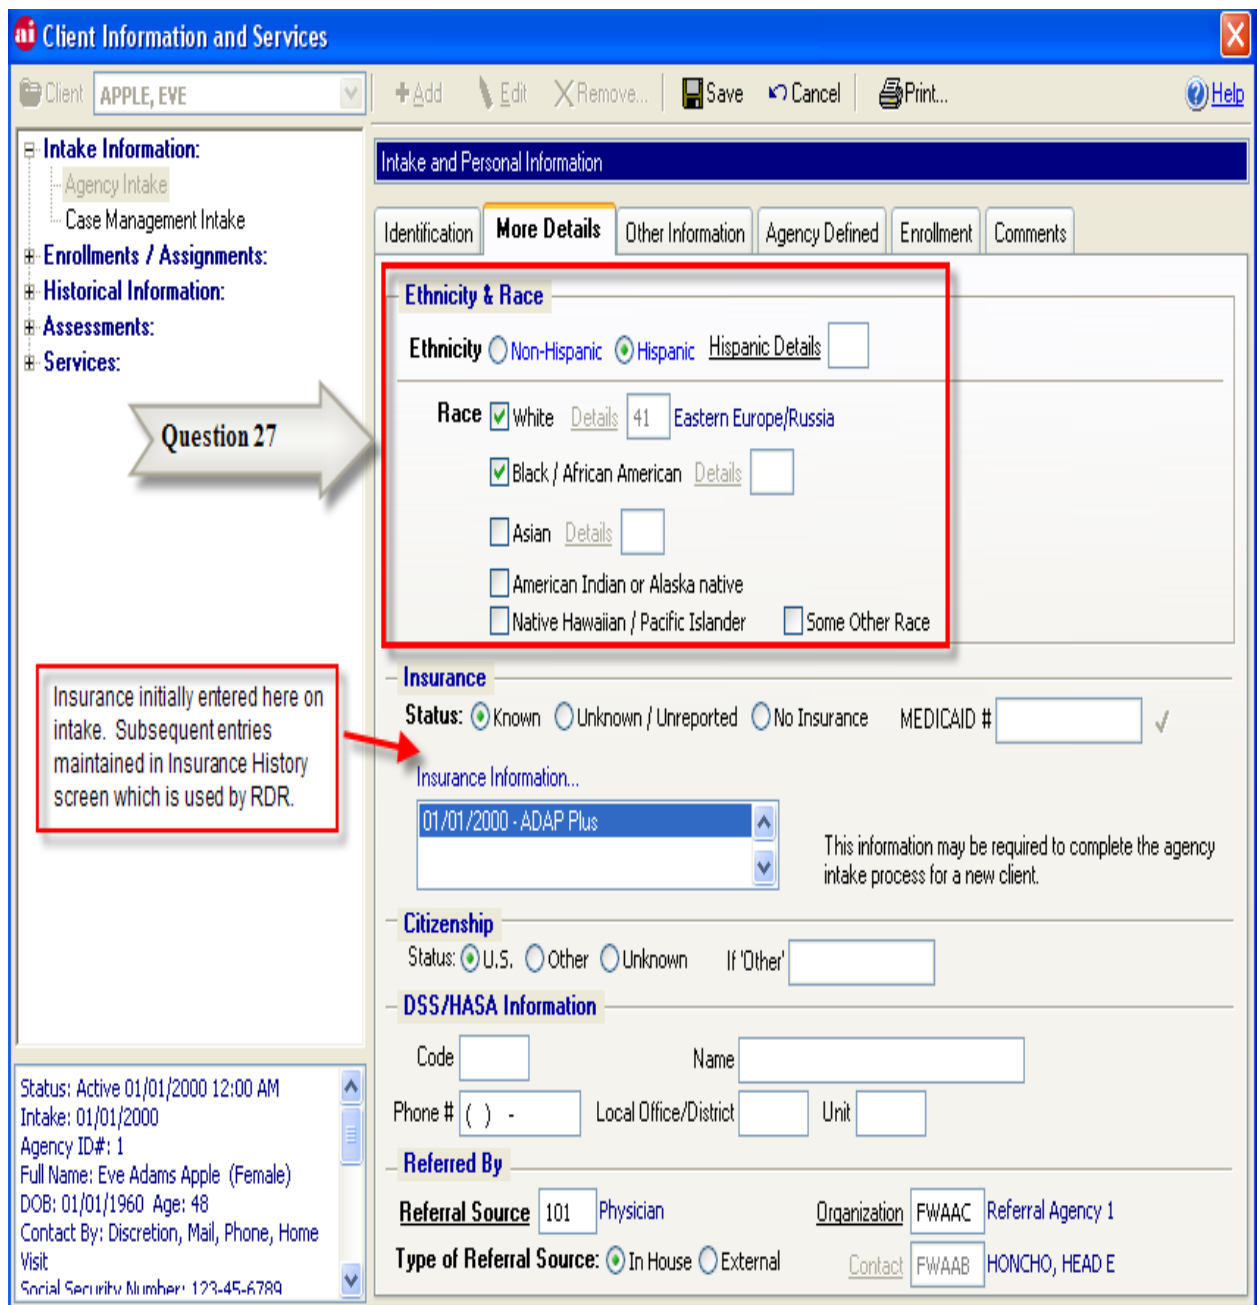 ai Client Information and Services
Client APPLE, EVE Add Edit Remove... Save Cancel Print... Help
Intake Information:
Agency Intake
Case Management Intake
Enrollments / Assignments:
Historical Information:
Assessments:
Services:
Intake and Personal Information
Identification More Details Other Information Agency Defined Enrollment Comments
Ethnicity & Race
Ethnicity Non-Hispanic Hispanic Hispanic Details
Race White Details 41 Eastern Europe/Russia
Black / African American Details
Asian Details
American Indian or Alaska native
Native Hawaiian / Pacific Islander Some Other Race
Question 27
Insurance
Status: Known Unknown / Unreported No Insurance MEDICAID #
Insurance Information...
01/01/2000 - ADAP Plus
This information may be required to complete the agency
intake process for a new client.
Insurance initially entered here on
intake. Subsequent entries
maintained in Insurance History
screen which is used by RDR.
Citizenship
Status: U.S. Other Unknown If 'Other'
DSS/HASA Information
Code Name
Phone # ( ) - Local Office/District Unit
Referred By
Referral Source 101 Physician Organization FWAAC Referral Agency 1
Type of Referral Source: In House External Contact FWAAB HONCHO, HEAD E
Status: Active 01/01/2000 12:00 AM
Intake: 01/01/2000
Agency ID#: 1
Full Name: Eve Adams Apple (Female)
DOB: 01/01/1960 Age: 48
Contact By: Discretion, Mail, Phone, Home
Visit
Social Security Number: 123-45-6789